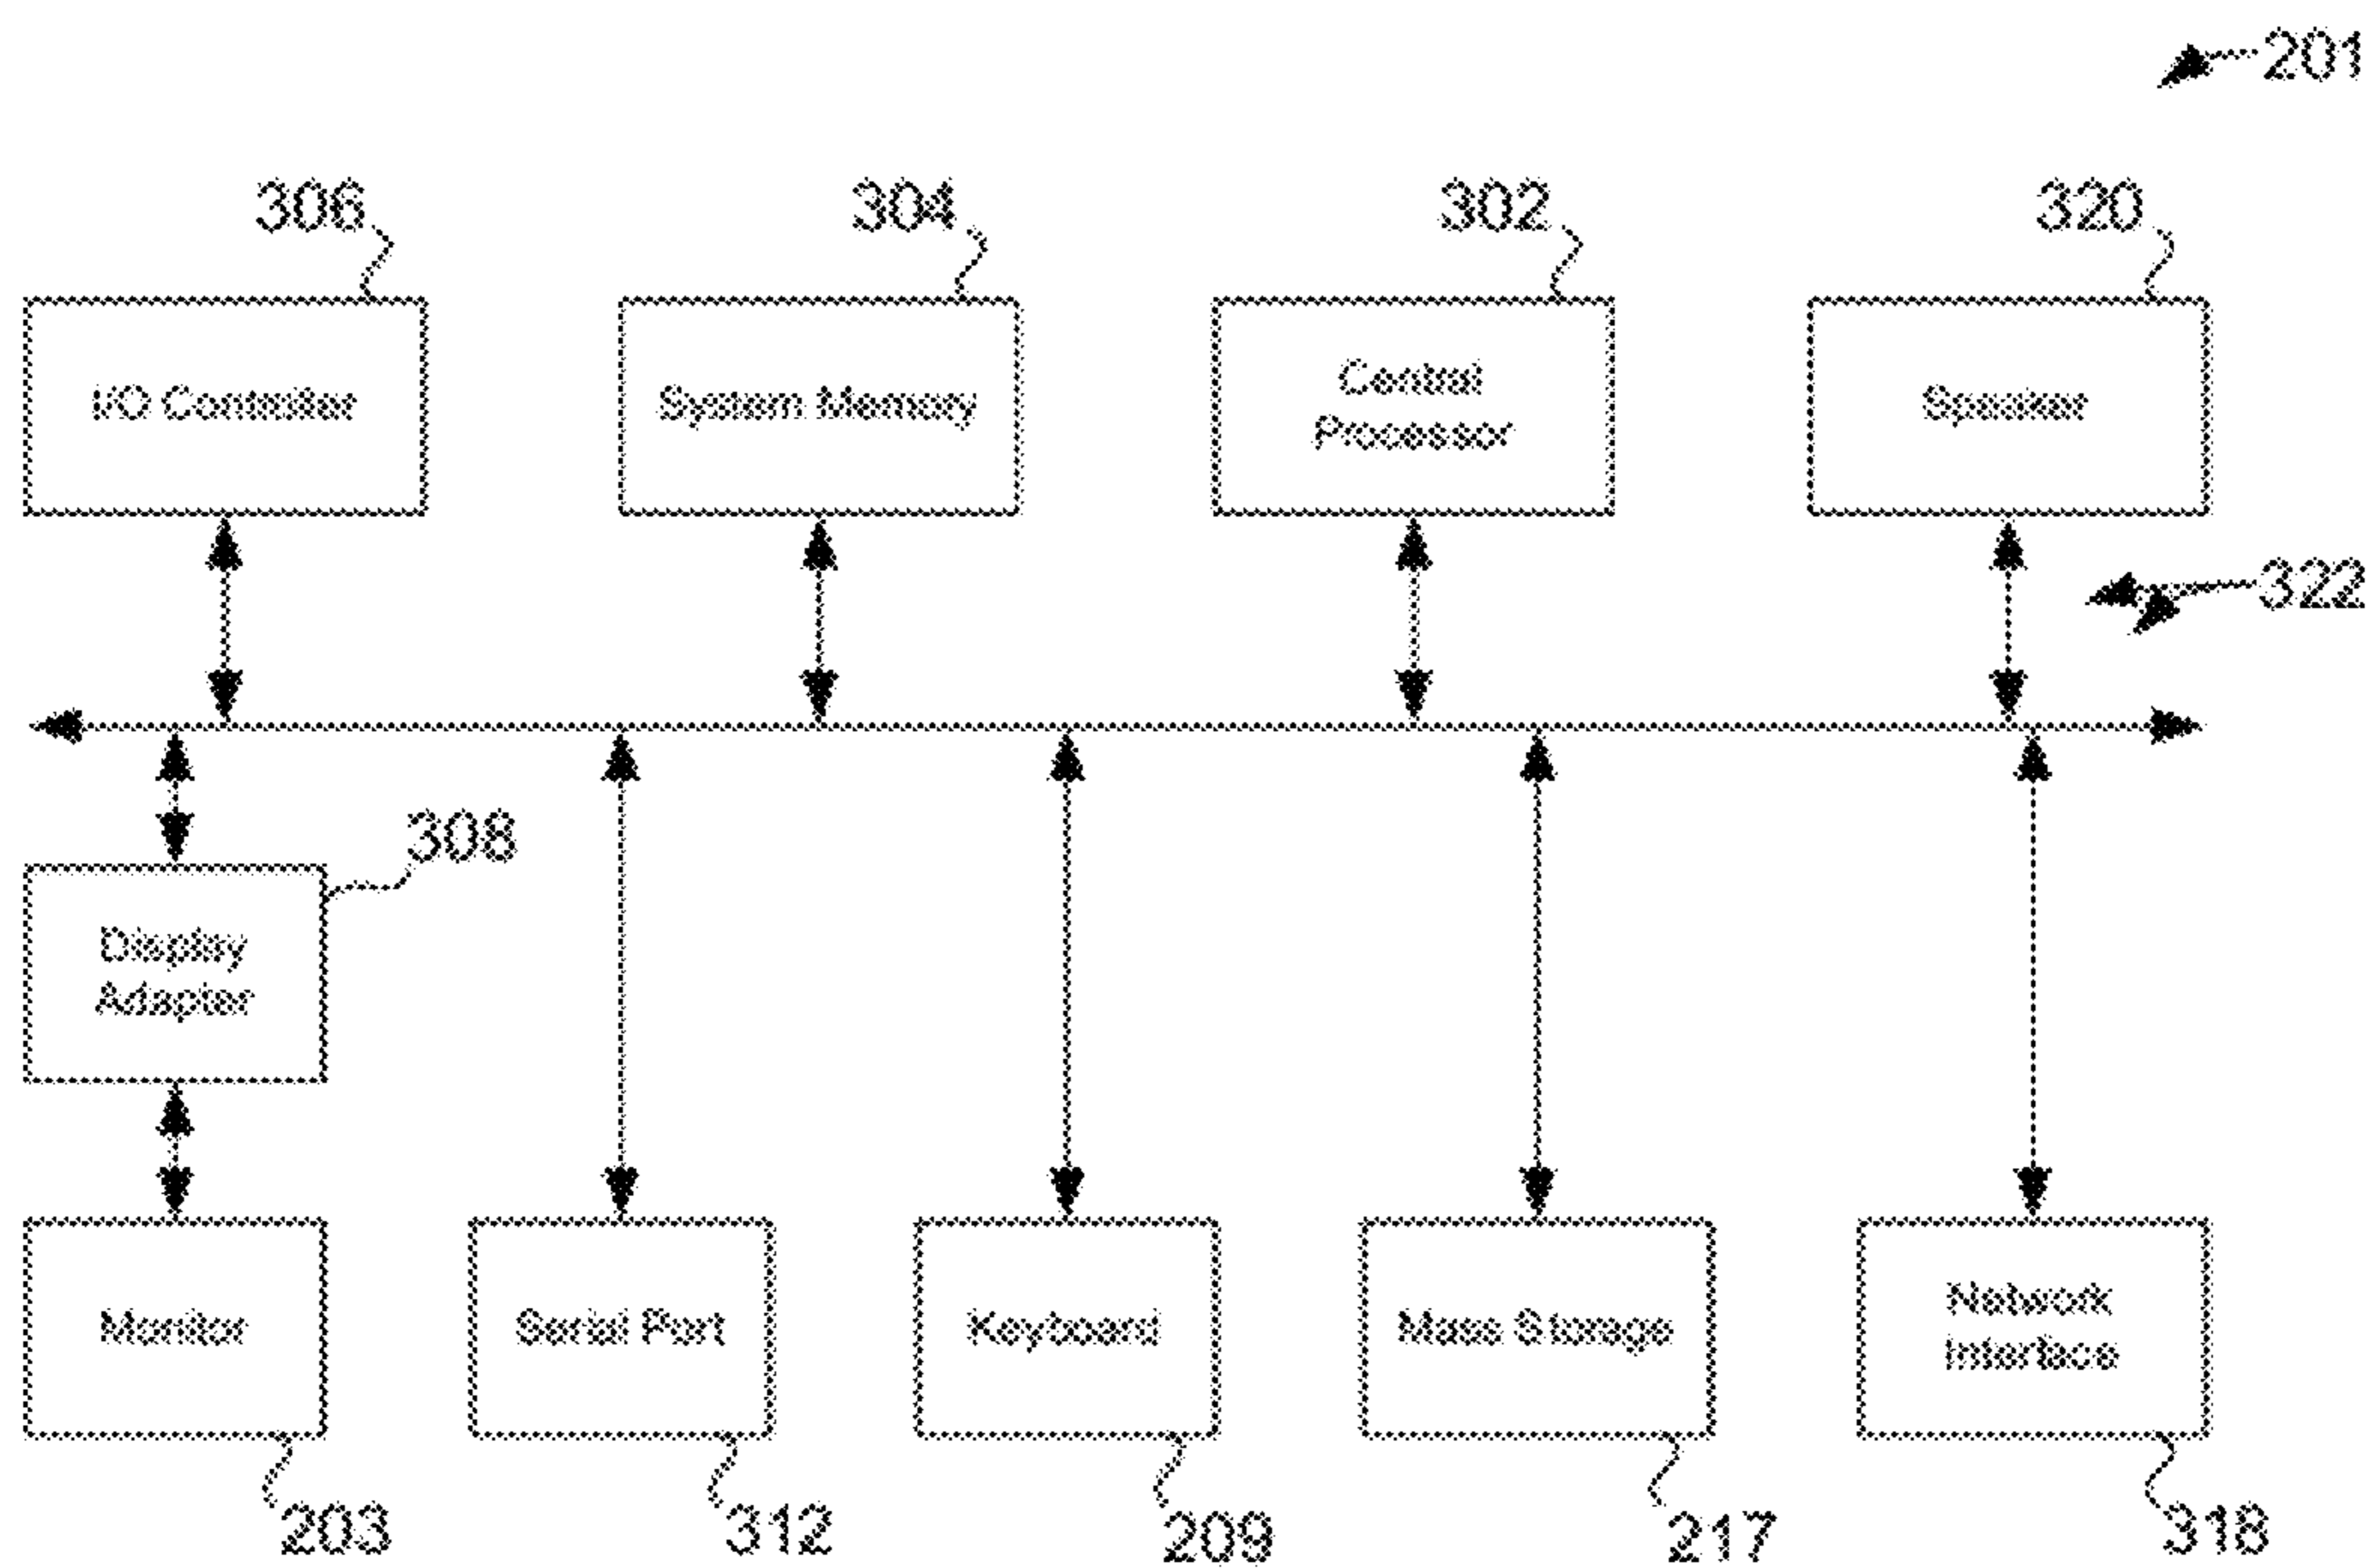 201
306
304
302
320
I/O Controller
System Memory
Central
Processor
Speaker
322
308
Display
Adapter
Monitor
Serial Port
Keyboard
Mass Storage
Network
Interface
203
312
209
217
318